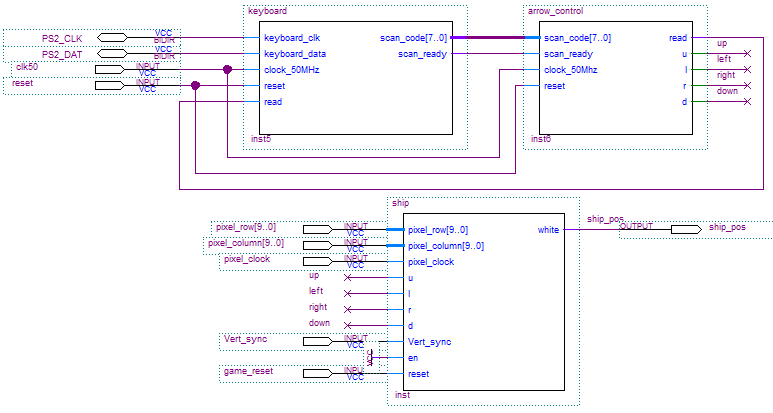 keyboard
arrow_control
PS2_CLK VCC BIDIR keyboard_clk scan_code[7..0] scan_code[7..0] read
PS2_DAT VCC BIDIR keyboard_data scan_ready scan_ready u up
clk50 INPUT VCC clock_50MHz clock_50Mhz l left
reset INPUT VCC reset reset r right
read d down
inst5 inst6
ship
pixel_row[9..0] INPUT VCC pixel_row[9..0] white ship_pos OUTPUT ship_pos
pixel_column[9..0] INPUT VCC pixel_column[9..0]
pixel_clock INPUT VCC pixel_clock
up u
left l
right r
down d
Vert_sync INPUT VCC Vert_sync
VCC en
game_reset INPUT VCC reset
inst